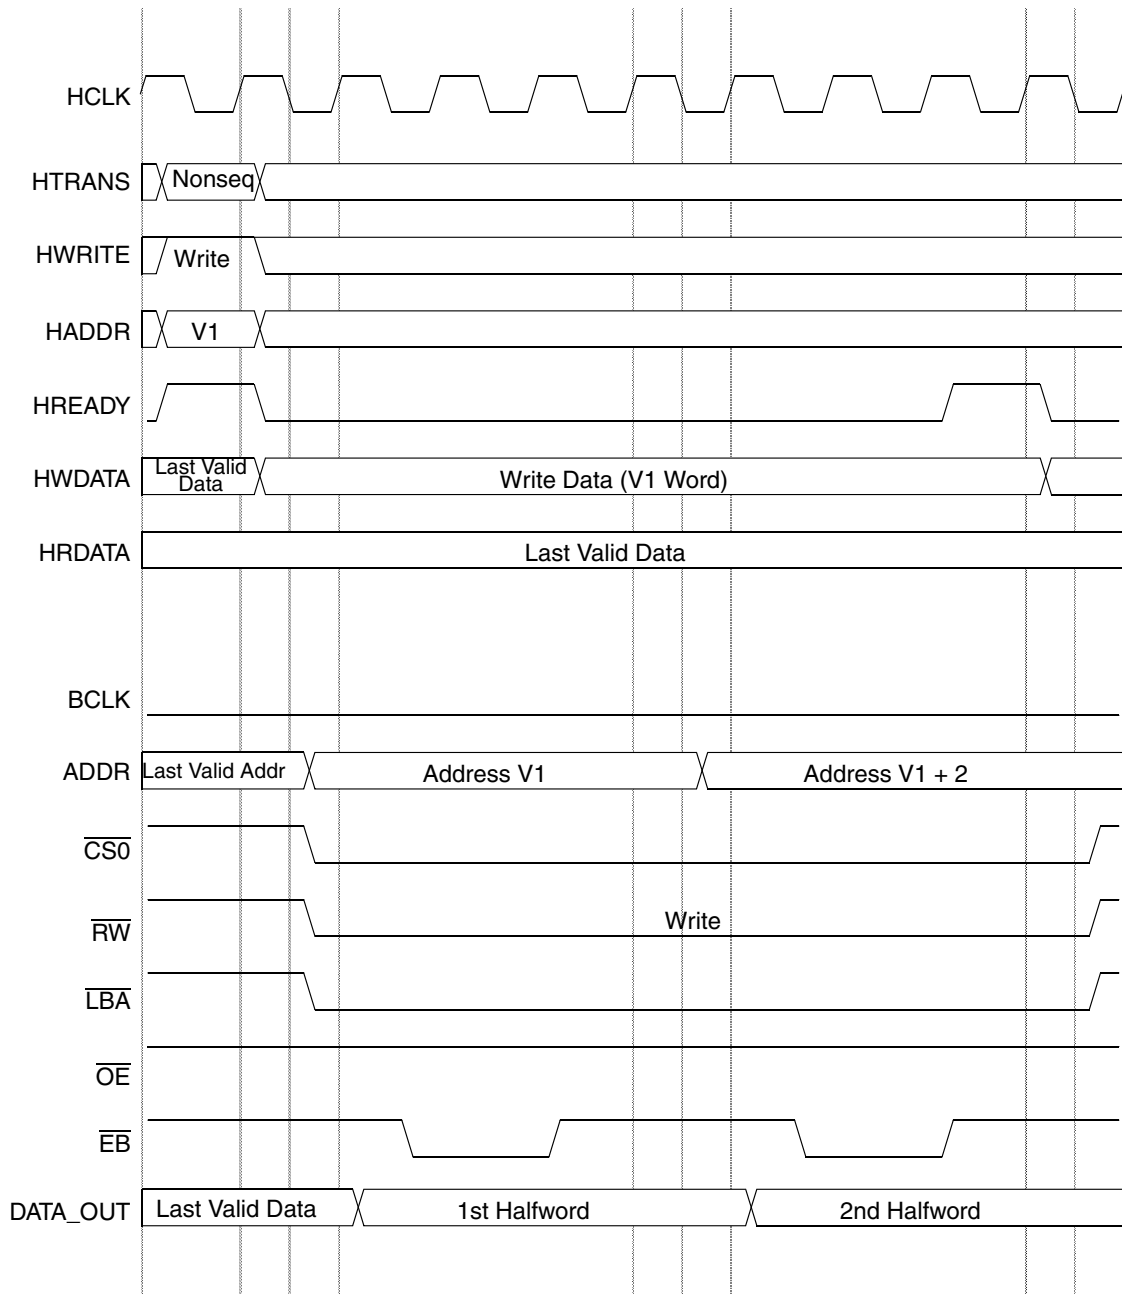 HCLK
HTRANS Nonseq
HWRITE Write
HADDR V1
HREADY
HWDATA Last Valid Data Write Data (V1 Word)
HRDATA Last Valid Data
BCLK
ADDR Last Valid Addr Address V1 Address V1 + 2
CS0
RW Write
LBA
OE
EB
DATA_OUT Last Valid Data 1st Halfword 2nd Halfword